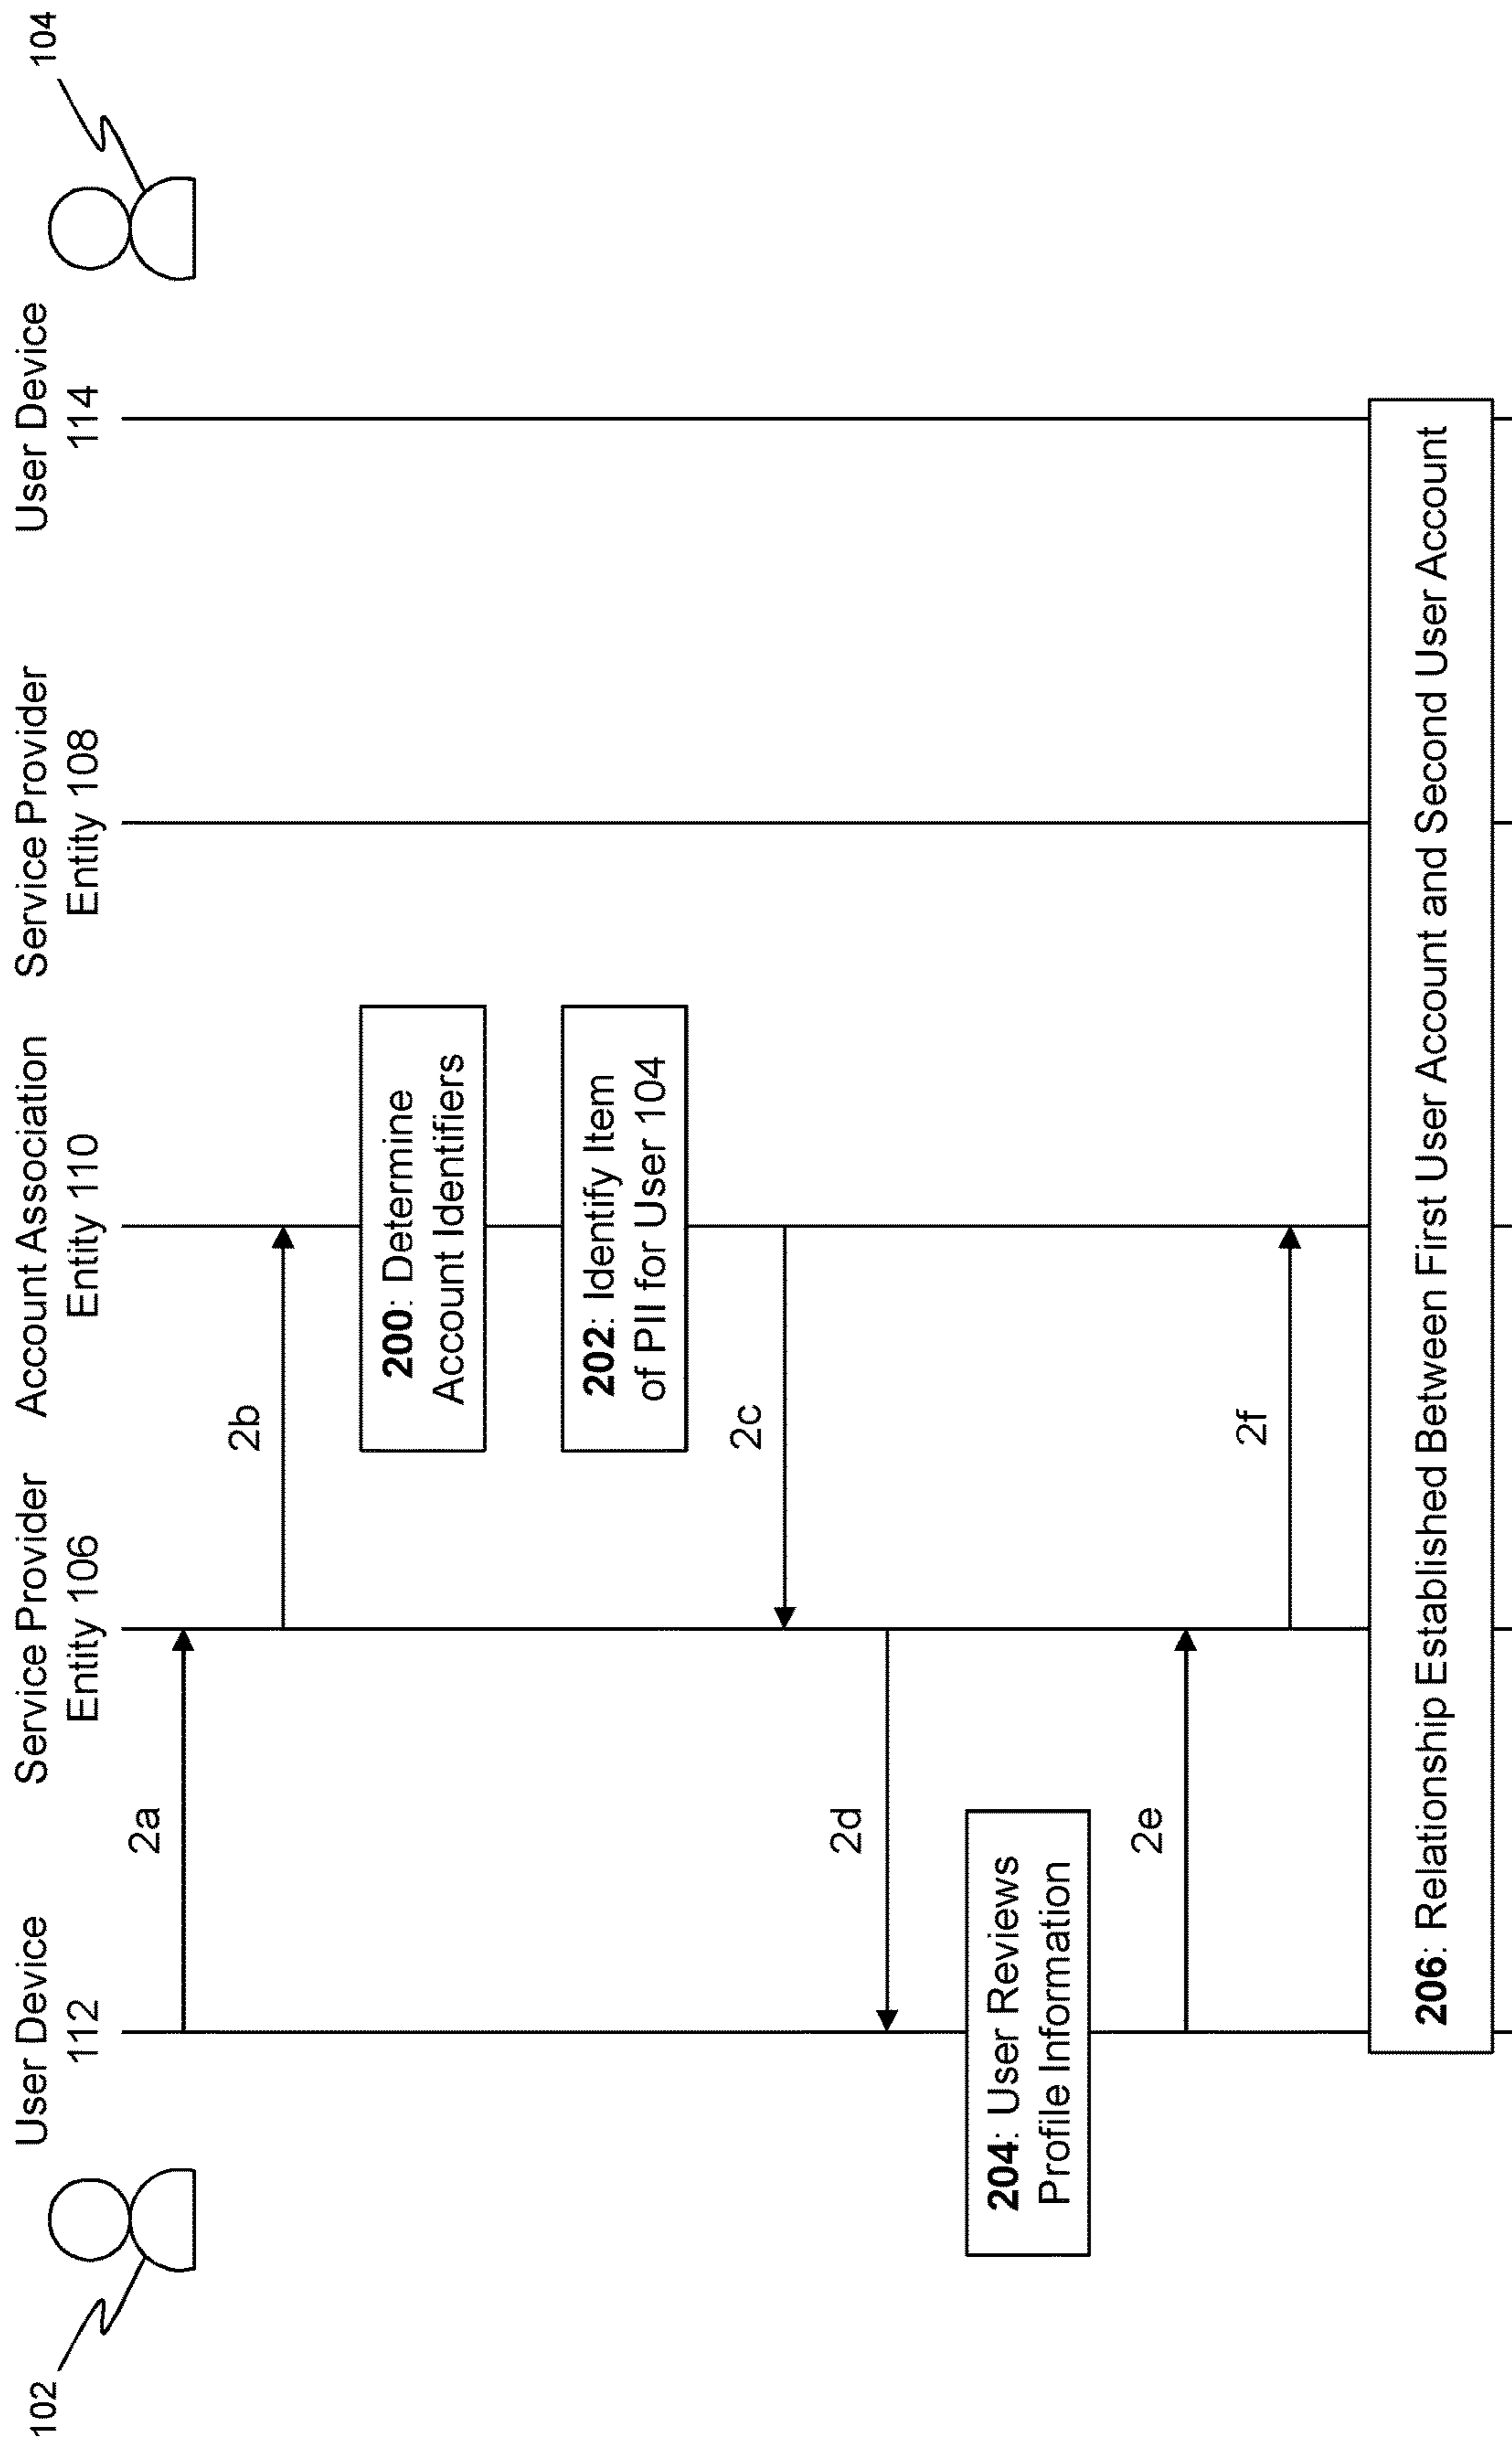 102
User Device
112
Service Provider
Entity 106
Account Association
Entity 110
Service Provider
Entity 108
User Device
114
104
2a
2b
200: Determine
Account Identifiers
202: Identify Item
of PII for User 104
2c
2d
204: User Reviews
Profile Information
2e
2f
206: Relationship Established Between First User Account and Second User Account